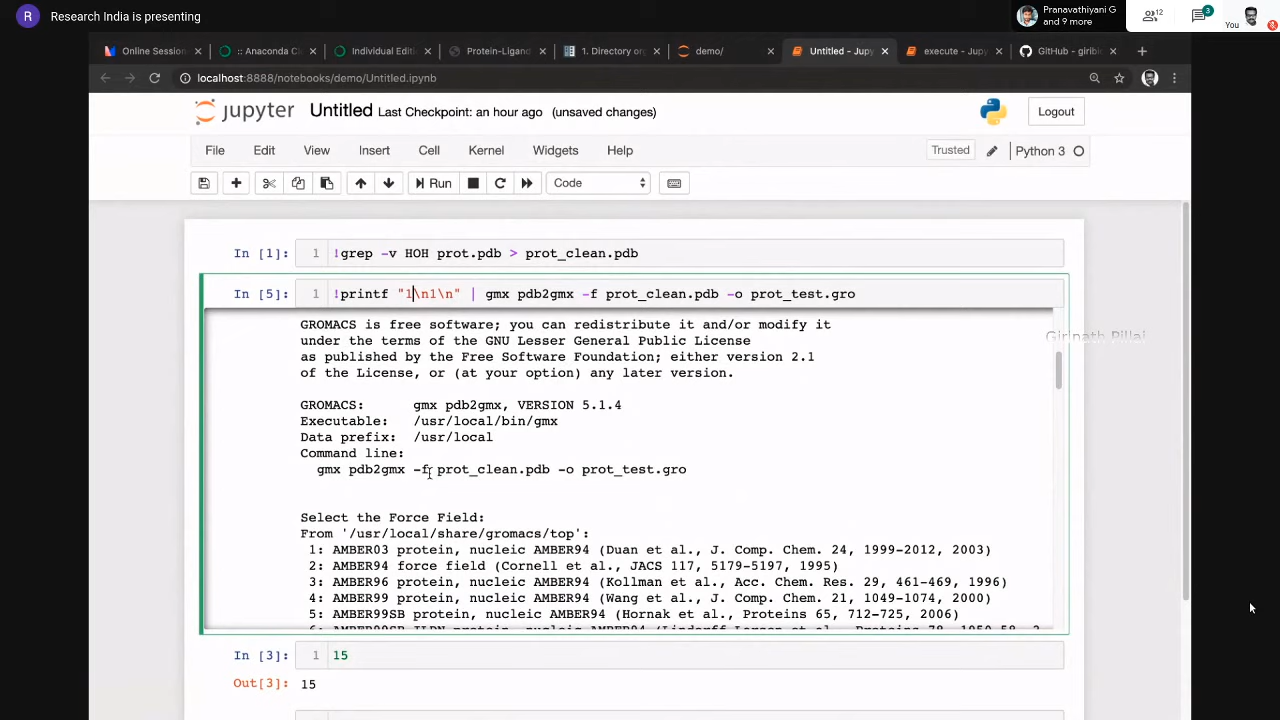 R Research India is presenting
Pranavathiyani G
and 9 more
12
3
You
Online Session
:: Anaconda Cl
Individual Editi
Protein-Ligand
1. Directory org
demo/
Untitled - Jupy
execute - Jupy
GitHub - giribio
localhost:8888/notebooks/demo/Untitled.ipynb
jupyter Untitled Last Checkpoint: an hour ago (unsaved changes)
Logout
File Edit View Insert Cell Kernel Widgets Help
Trusted Python 3
Run Code
In [1]: 1 !grep -v HOH prot.pdb > prot_clean.pdb
In [5]: 1 !printf "1\n1\n" | gmx pdb2gmx -f prot_clean.pdb -o prot_test.gro
GROMACS is free software; you can redistribute it and/or modify it
under the terms of the GNU Lesser General Public License
Girinath Pillai
as published by the Free Software Foundation; either version 2.1
of the License, or (at your option) any later version.
GROMACS: gmx pdb2gmx, VERSION 5.1.4
Executable: /usr/local/bin/gmx
Data prefix: /usr/local
Command line:
gmx pdb2gmx -f prot_clean.pdb -o prot_test.gro
Select the Force Field:
From '/usr/local/share/gromacs/top':
1: AMBER03 protein, nucleic AMBER94 (Duan et al., J. Comp. Chem. 24, 1999-2012, 2003)
2: AMBER94 force field (Cornell et al., JACS 117, 5179-5197, 1995)
3: AMBER96 protein, nucleic AMBER94 (Kollman et al., Acc. Chem. Res. 29, 461-469, 1996)
4: AMBER99 protein, nucleic AMBER94 (Wang et al., J. Comp. Chem. 21, 1049-1074, 2000)
5: AMBER99SB protein, nucleic AMBER94 (Hornak et al., Proteins 65, 712-725, 2006)
In [3]: 1 15
Out[3]: 15